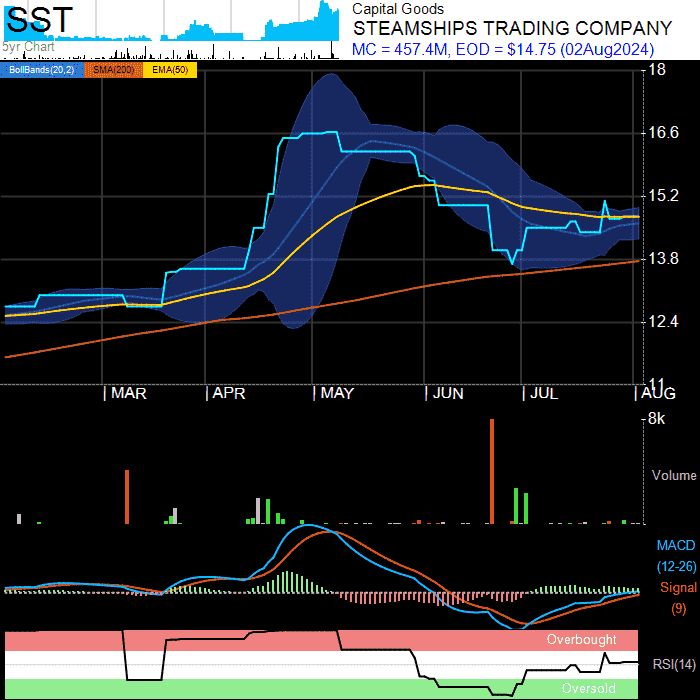 SST
5yr Chart
Capital Goods
STEAMSHIPS TRADING COMPANY
MC = 457.4M, EOD = $14.75 (02Aug2024)
BollBands(20,2) SMA(200) EMA(50)
18
16.6
15.2
13.8
12.4
11
MAR APR MAY JUN JUL AUG
8k
Volume
MACD
(12-26)
Signal
(9)
Overbought
RSI(14)
Oversold